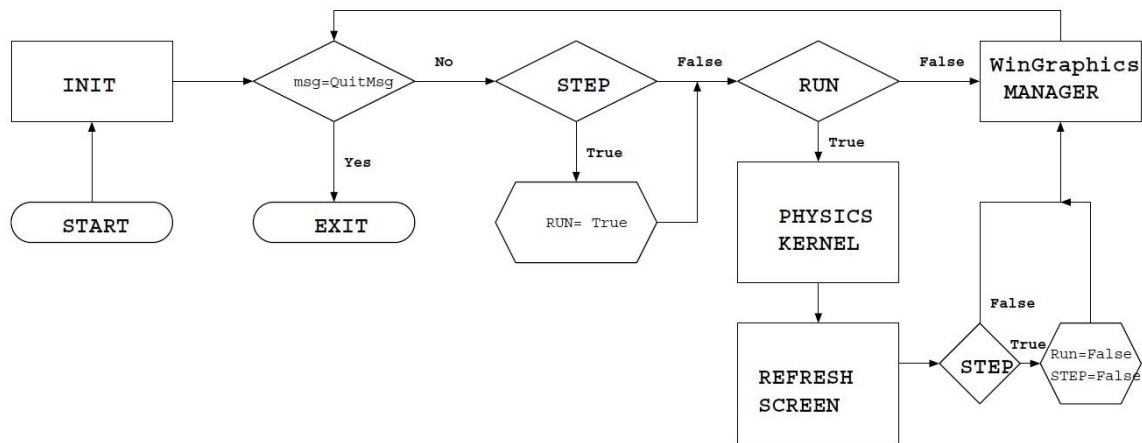 INIT
msg=QuitMsg
No
STEP
False
RUN
False
WinGraphics
MANAGER
Yes
True
True
START
EXIT
RUN= True
PHYSICS
KERNEL
False
REFRESH
SCREEN
STEP
True
Run=False
STEP=False